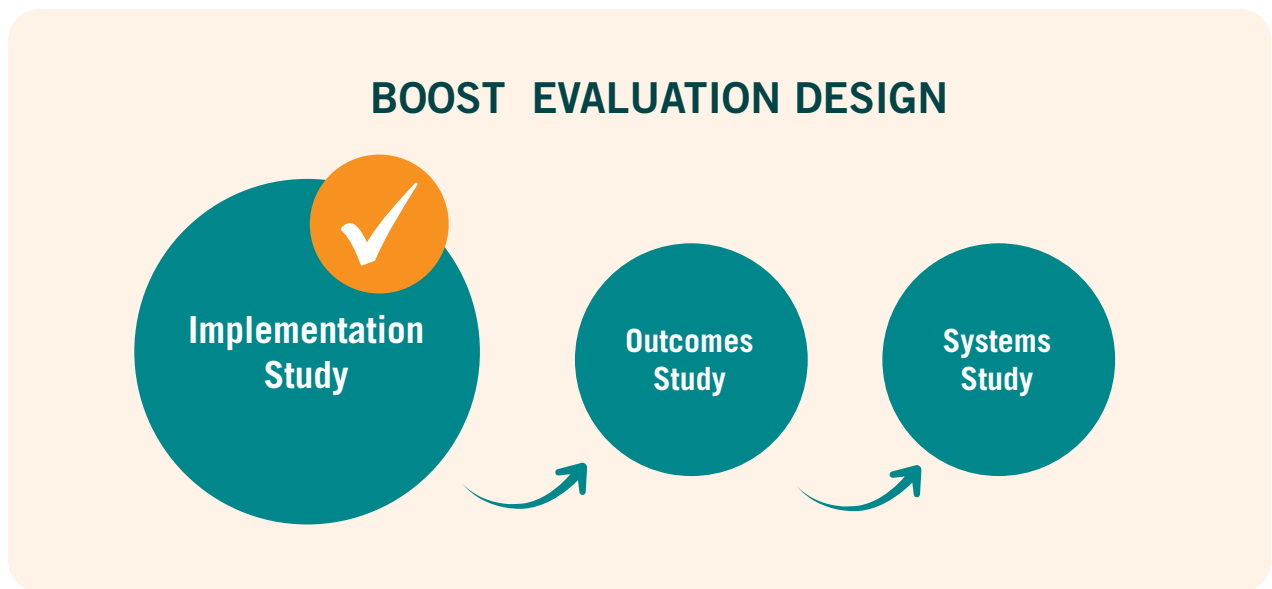 BOOST EVALUATION DESIGN
Implementation
Study
Outcomes
Study
Systems
Study